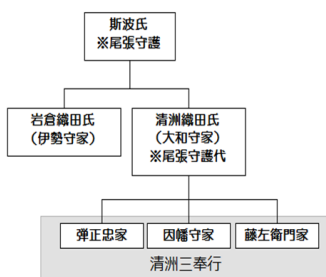 斯波氏
※尾張守護
岩倉織田氏
（伊勢守家）
清洲織田氏
（大和守家）
※尾張守護代
弾正忠家
因幡守家
藤左衛門家
清洲三奉行